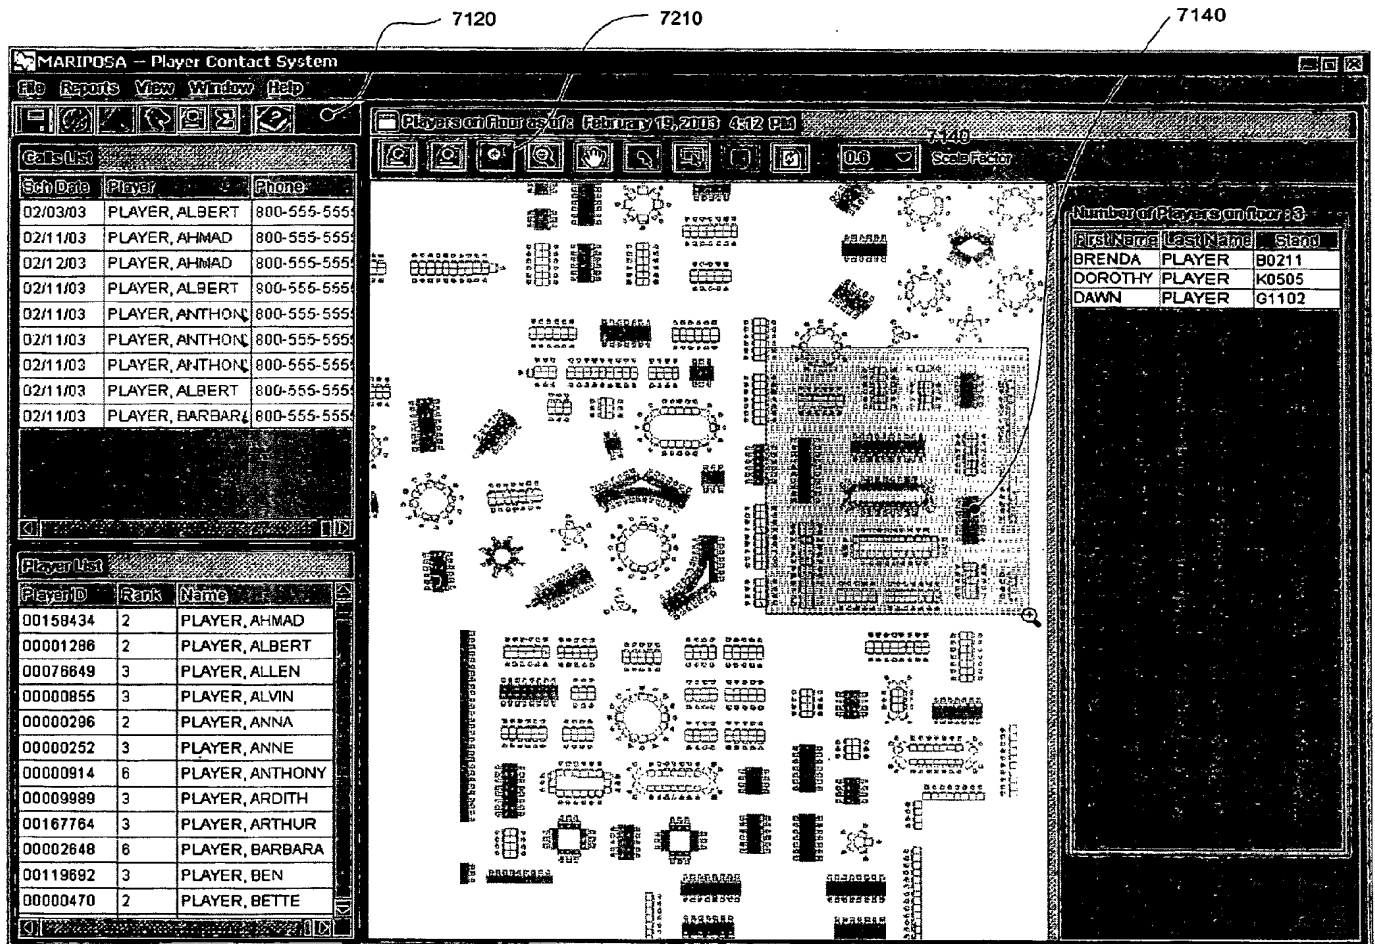 7120
7210
7140
MARIPOSA -- Player Contact System
File Reports View Window Help
Players on floor as of: February 19, 2003 4:12 PM
7140
0.6 Scale Factor
Calls List
Sch Date Player Phone
02/03/03 PLAYER, ALBERT 800-555-5555
02/11/03 PLAYER, AHMAD 800-555-5555
02/12/03 PLAYER, AHMAD 800-555-555
02/11/03 PLAYER, ALBERT 800-555-555
02/11/03 PLAYER, ANTHON 800-555-555
02/11/03 PLAYER, ANTHON 800-555-555
02/11/03 PLAYER, ANTHON 800-555-555
02/11/03 PLAYER, ALBERT 800-555-555
02/11/03 PLAYER, BARBAR 800-555-5555
Number of Players on floor : 3
First Name Last Name Stand
BRENDA PLAYER B0211
DOROTHY PLAYER K0505
DAWN PLAYER G1102
Player List
Player ID Rank Name
00158434 2 PLAYER, AHMAD
00001286 2 PLAYER, ALBERT
00076649 3 PLAYER, ALLEN
00000855 3 PLAYER, ALVIN
00000296 2 PLAYER, ANNA
00000252 3 PLAYER, ANNE
00000914 6 PLAYER, ANTHONY
00009989 3 PLAYER, ARDITH
00167764 3 PLAYER, ARTHUR
00002648 6 PLAYER, BARBARA
00119692 3 PLAYER, BEN
00000470 2 PLAYER, BETTE